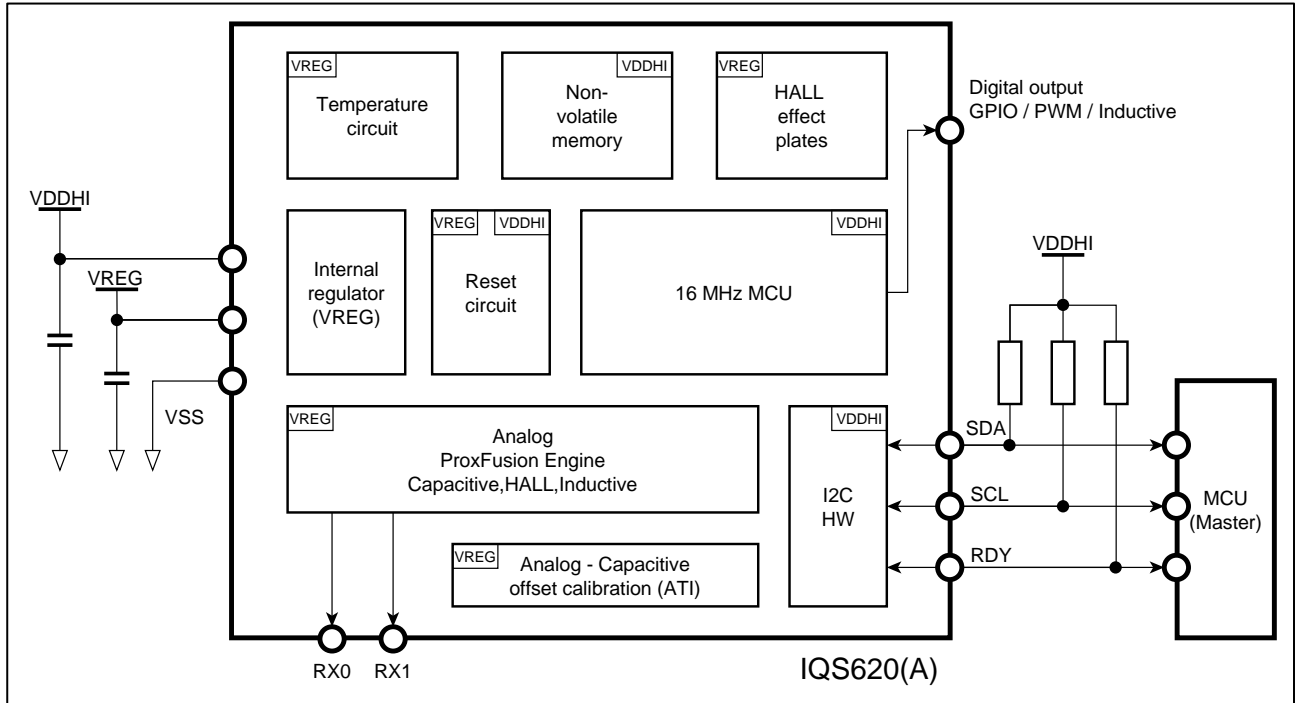 VREG
Temperature
circuit
VDDHI
Non-
volatile
memory
VREG
HALL
effect
plates
Digital output
GPIO / PWM / Inductive
VDDHI
VREG
VSS
Internal
regulator
(VREG)
VREG
VDDHI
Reset
circuit
VDDHI
16 MHz MCU
VDDHI
VREG
Analog
ProxFusion Engine
Capacitive,HALL,Inductive
VREG
Analog - Capacitive
offset calibration (ATI)
VDDHI
I2C
HW
SDA
SCL
RDY
MCU
(Master)
RX0
RX1
IQS620(A)